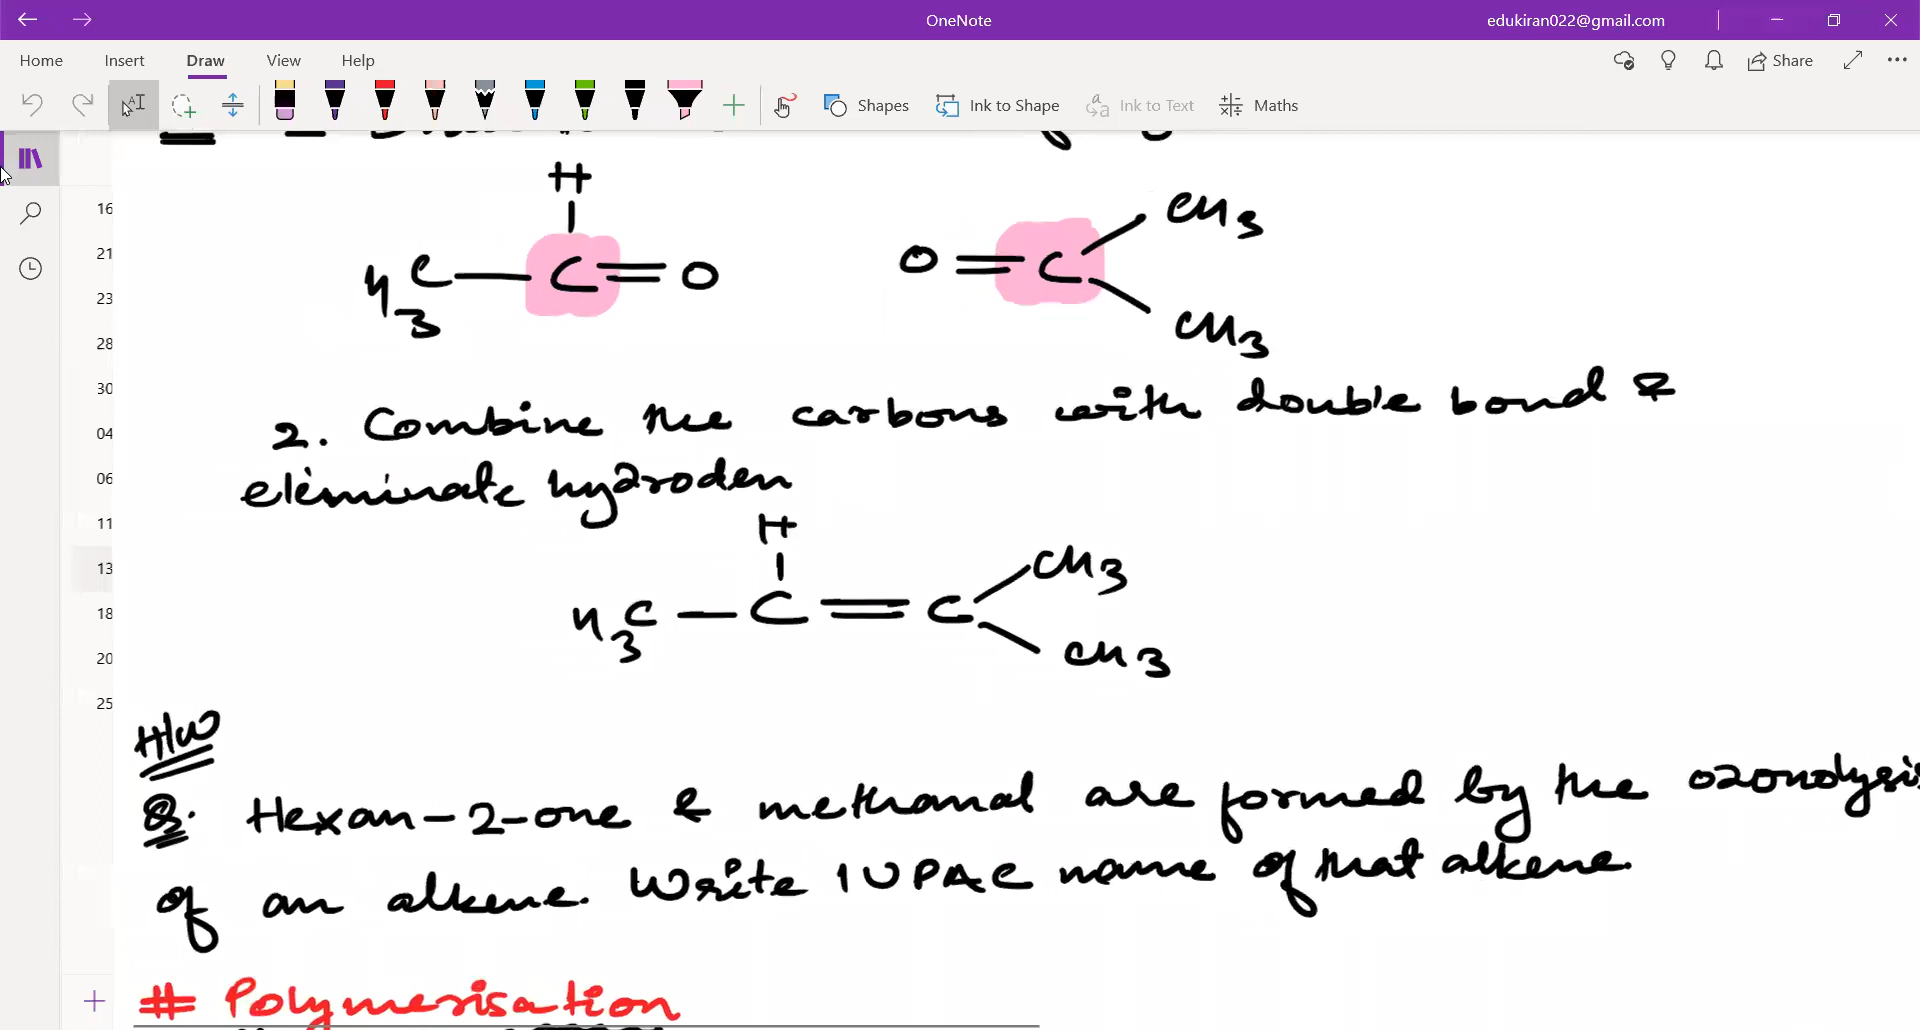 OneNote
edukiran022@gmail.com
Home Insert Draw View Help
Share
Shapes Ink to Shape Ink to Text Maths
16
21
23
28
30
04
06
11
13
18
20
25
H
H3C — C = O
O = C CH3
CH3
2. Combine the carbons with double bond &
eleminate hydroden
H
H3C — C = C CH3
CH3
H/W
Q. Hexan-2-one & methanal are formed by the ozonolysis
of an alkene. Write IUPAC name of that alkene.
# Polymerisation